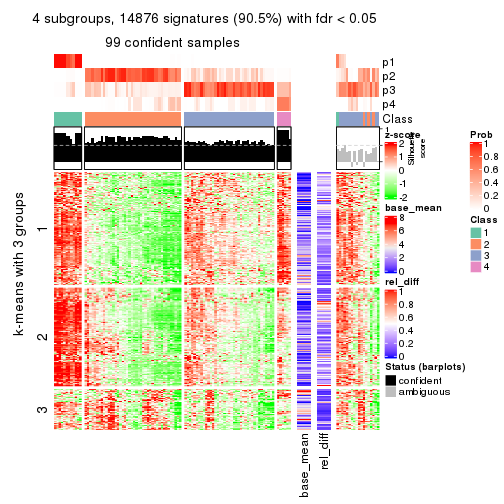 4 subgroups, 14876 signatures (90.5%) with fdr < 0.05
99 confident samples
p1
p2
p3
p4
Class
1
Silhouette
score
z-score
2
1
0
-1
-2
base_mean
8
6
4
2
0
rel_diff
1
0.8
0.6
0.4
0.2
0
Status (barplots)
confident
ambiguous
Prob
1
0.8
0.6
0.4
0.2
0
Class
1
2
3
4
k-means with 3 groups
1
2
3
base_mean
rel_diff